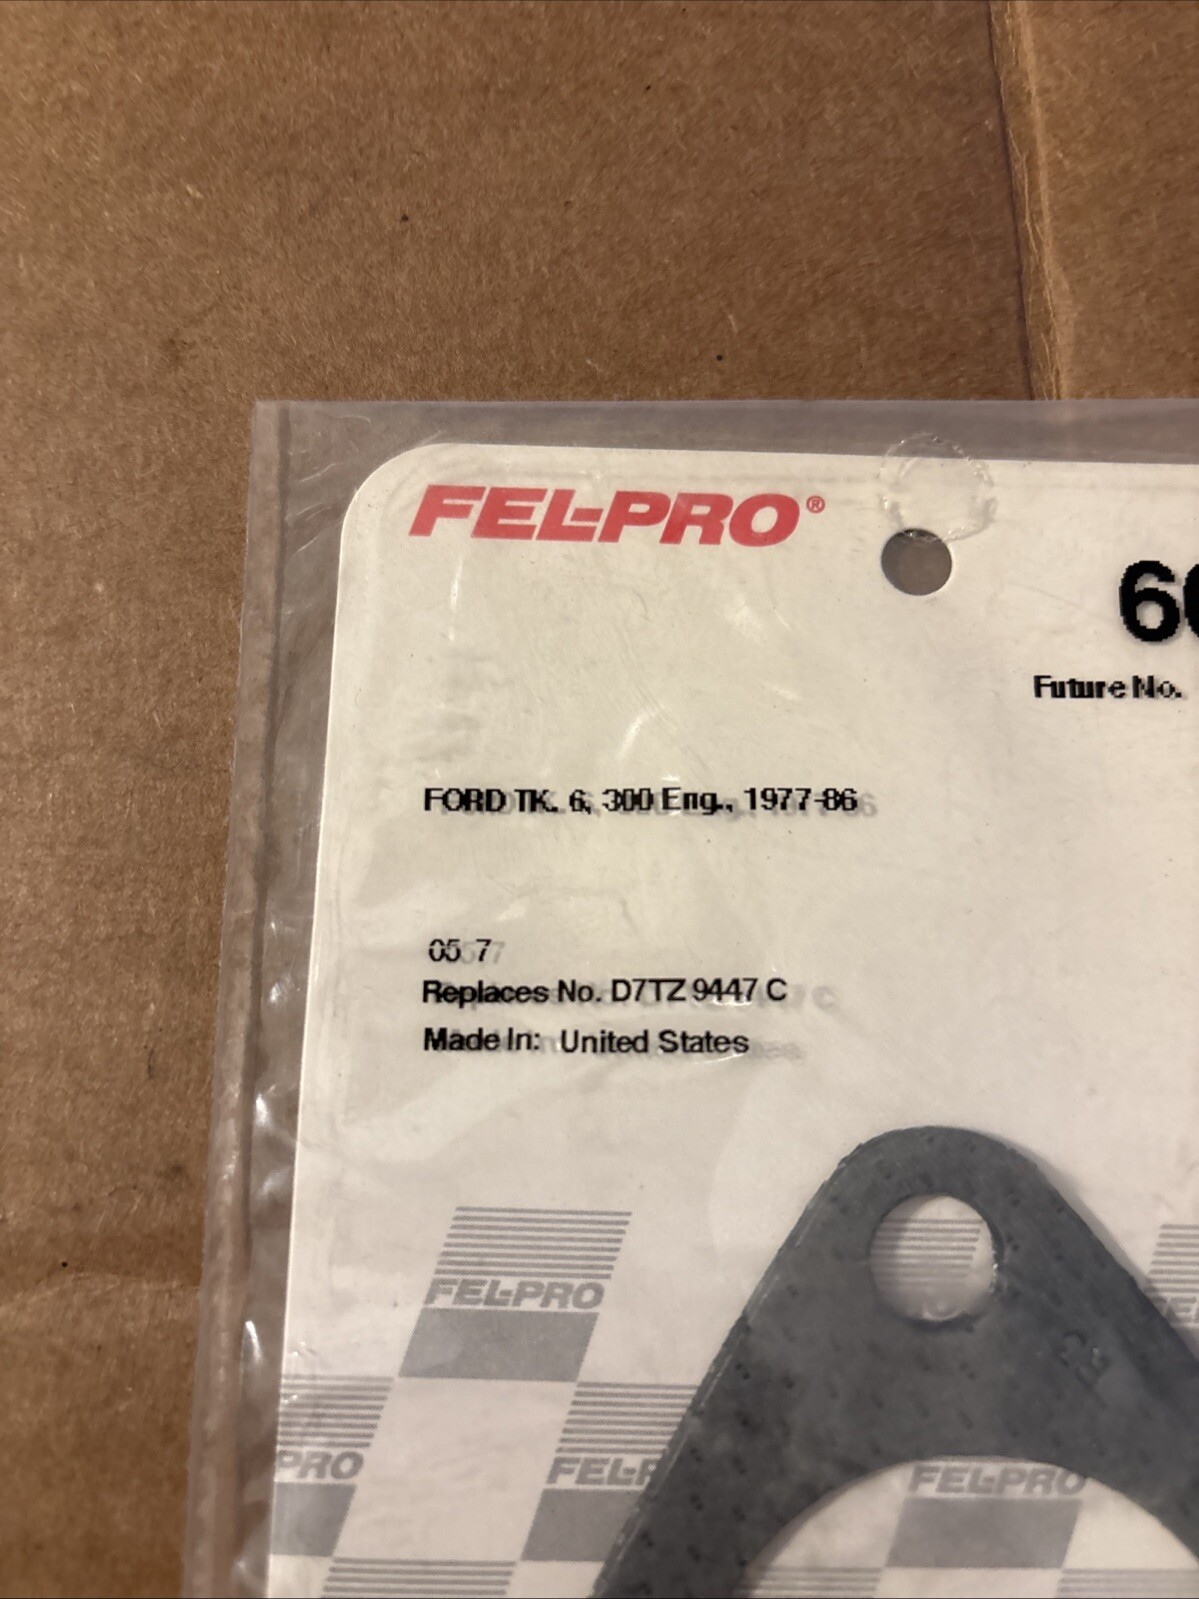 FEL-PRO®
Future No.
FORD TK. 6, 300 Eng., 1977-86
05 7
Replaces No. D7TZ 9447 C
Made In: United States
FEL-PRO
PRO
FEL-P
FEL-PRO